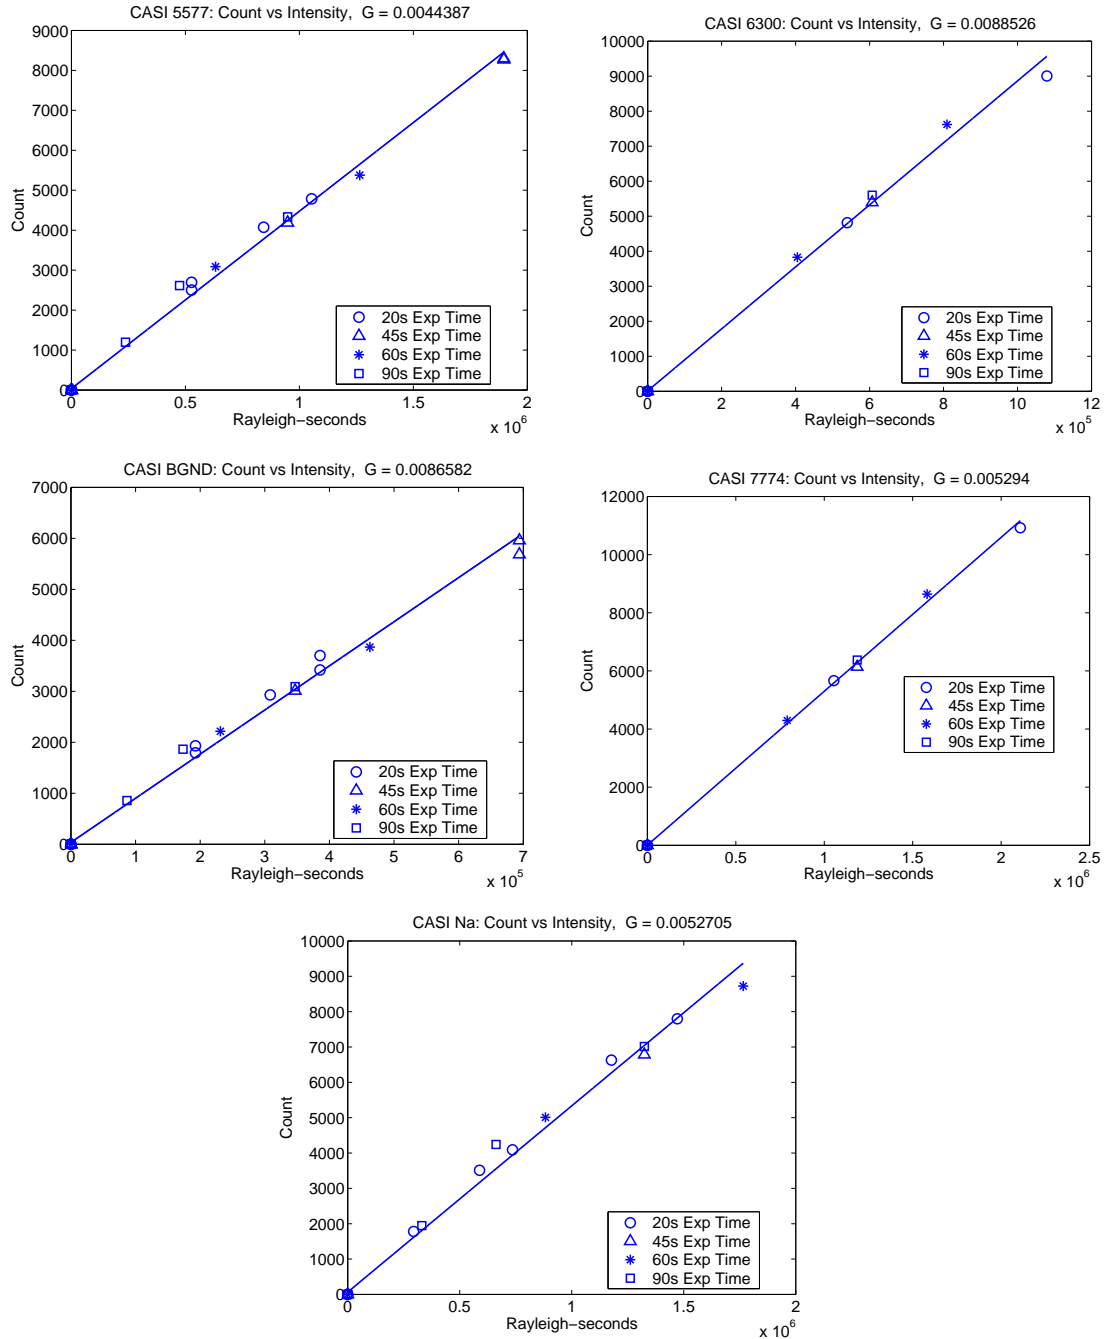 CASI 5577: Count vs Intensity,  G = 0.0044387
9000
8000
7000
6000
5000
4000
3000
2000
1000
0
Count
20s Exp Time
45s Exp Time
60s Exp Time
90s Exp Time
0 0.5 1 1.5 2
Rayleigh−seconds
x 10^6
CASI 6300: Count vs Intensity,  G = 0.0088526
10000
9000
8000
7000
6000
5000
4000
3000
2000
1000
0
Count
20s Exp Time
45s Exp Time
60s Exp Time
90s Exp Time
0 2 4 6 8 10 12
Rayleigh−seconds
x 10^5
CASI BGND: Count vs Intensity,  G = 0.0086582
7000
6000
5000
4000
3000
2000
1000
0
Count
20s Exp Time
45s Exp Time
60s Exp Time
90s Exp Time
0 1 2 3 4 5 6 7
Rayleigh−seconds
x 10^5
CASI 7774: Count vs Intensity,  G = 0.005294
12000
10000
8000
6000
4000
2000
0
Count
20s Exp Time
45s Exp Time
60s Exp Time
90s Exp Time
0 0.5 1 1.5 2 2.5
Rayleigh−seconds
x 10^6
CASI Na: Count vs Intensity,  G = 0.0052705
10000
9000
8000
7000
6000
5000
4000
3000
2000
1000
0
Count
20s Exp Time
45s Exp Time
60s Exp Time
90s Exp Time
0 0.5 1 1.5 2
Rayleigh−seconds
x 10^6